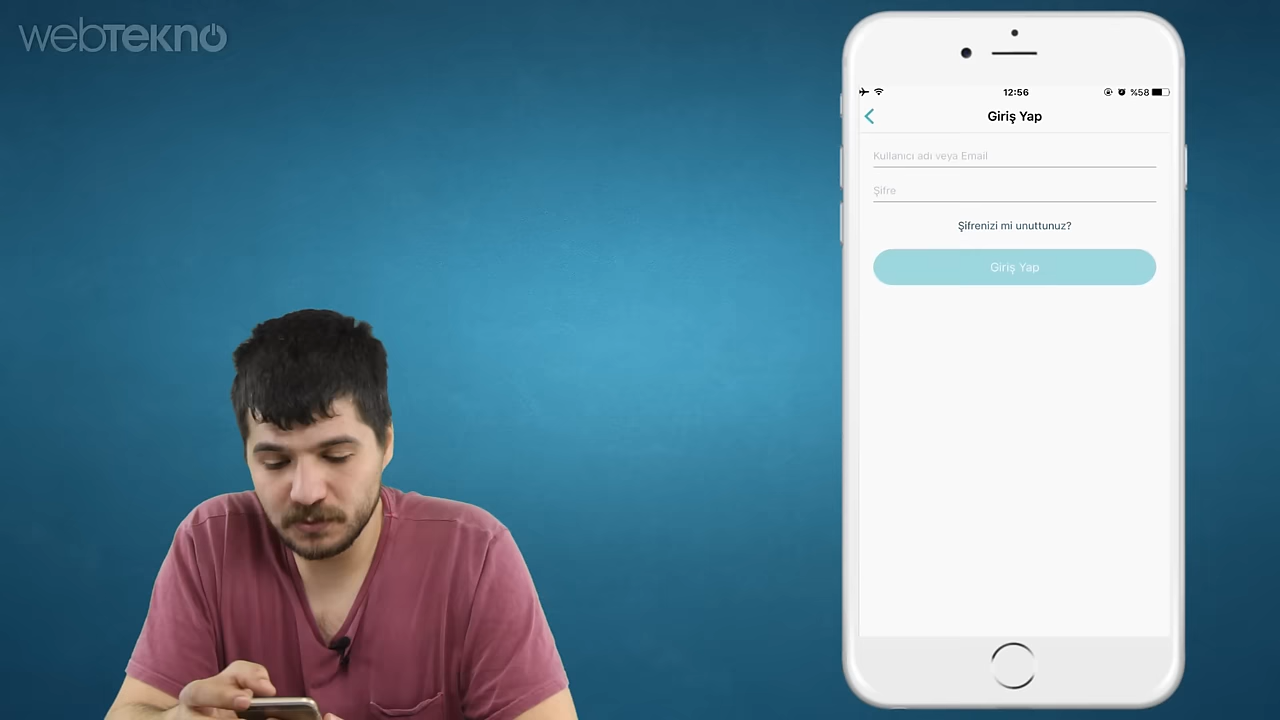 webTEKNO
12:56
%58
Giriş Yap
Kullanıcı adı veya Email
Şifre
Şifrenizi mi unuttunuz?
Giriş Yap